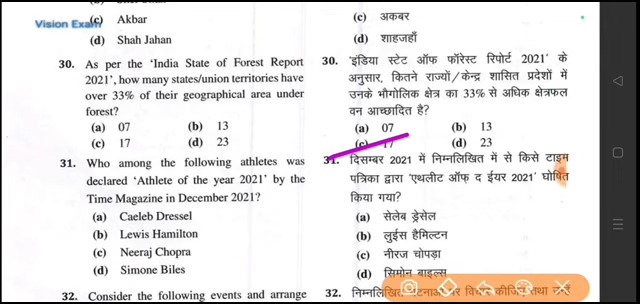 (c) Akbar
Vision Exam
(d) Shah Jahan
30. As per the ‘India State of Forest Report
2021’, how many states/union territories have
over 33% of their geographical area under
forest?
(a) 07 (b) 13
(c) 17 (d) 23
31. Who among the following athletes was
declared ‘Athlete of the year 2021’ by the
Time Magazine in December 2021?
(a) Caeleb Dressel
(b) Lewis Hamilton
(c) Neeraj Chopra
(d) Simone Biles
32. Consider the following events and arrange
(c) अकबर
(d) शाहजहाँ
30. ‘इंडिया स्टेट ऑफ फॉरेस्ट रिपोर्ट 2021’ के
अनुसार, कितने राज्यों/केन्द्र शासित प्रदेशों में
उनके भौगोलिक क्षेत्र का 33% से अधिक क्षेत्रफल
वन आच्छादित है?
(a) 07 (b) 13
(c) 17 (d) 23
31. दिसम्बर 2021 में निम्नलिखित में से किसे टाइम
पत्रिका द्वारा ‘एथलीट ऑफ् द ईयर 2021’ घोषित
किया गया?
(a) सेलेब ड्रेसेल
(b) लुईस हैमिल्टन
(c) नीरज चोपड़ा
(d) सिमोन बाइल्स
32. निम्नलिखित घटनाओं पर विचार कीजिए तथा उन्हें